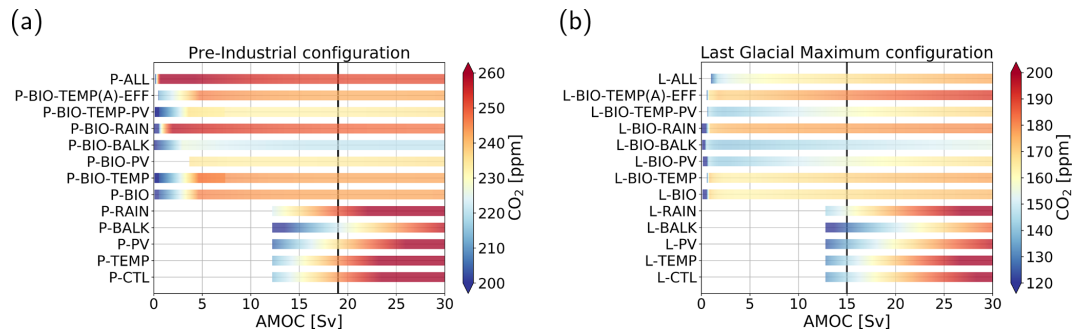 (a)
Pre-Industrial configuration
P-ALL
P-BIO-TEMP(A)-EFF
P-BIO-TEMP-PV
P-BIO-RAIN
P-BIO-BALK
P-BIO-PV
P-BIO-TEMP
P-BIO
P-RAIN
P-BALK
P-PV
P-TEMP
P-CTL
0 5 10 15 20 25 30
AMOC [Sv]
260
250
240
230
220
210
200
CO₂ [ppm]
(b)
Last Glacial Maximum configuration
L-ALL
L-BIO-TEMP(A)-EFF
L-BIO-TEMP-PV
L-BIO-RAIN
L-BIO-BALK
L-BIO-PV
L-BIO-TEMP
L-BIO
L-RAIN
L-BALK
L-PV
L-TEMP
L-CTL
0 5 10 15 20 25 30
AMOC [Sv]
200
190
180
170
160
150
140
130
120
CO₂ [ppm]